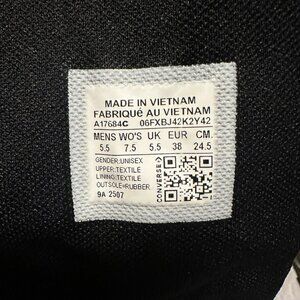 MADE IN VIETNAM
FABRIQUÉ AU VIETNAM
A17684C 06FXBJ42K2Y42
MENS WO'S UK EUR CM.
5.5 7.5 5.5 38 24.5
GENDER:UNISEX
UPPER:TEXTILE
LINING:TEXTILE
OUTSOLE=RUBBER.
9A 2507
CONVERSE